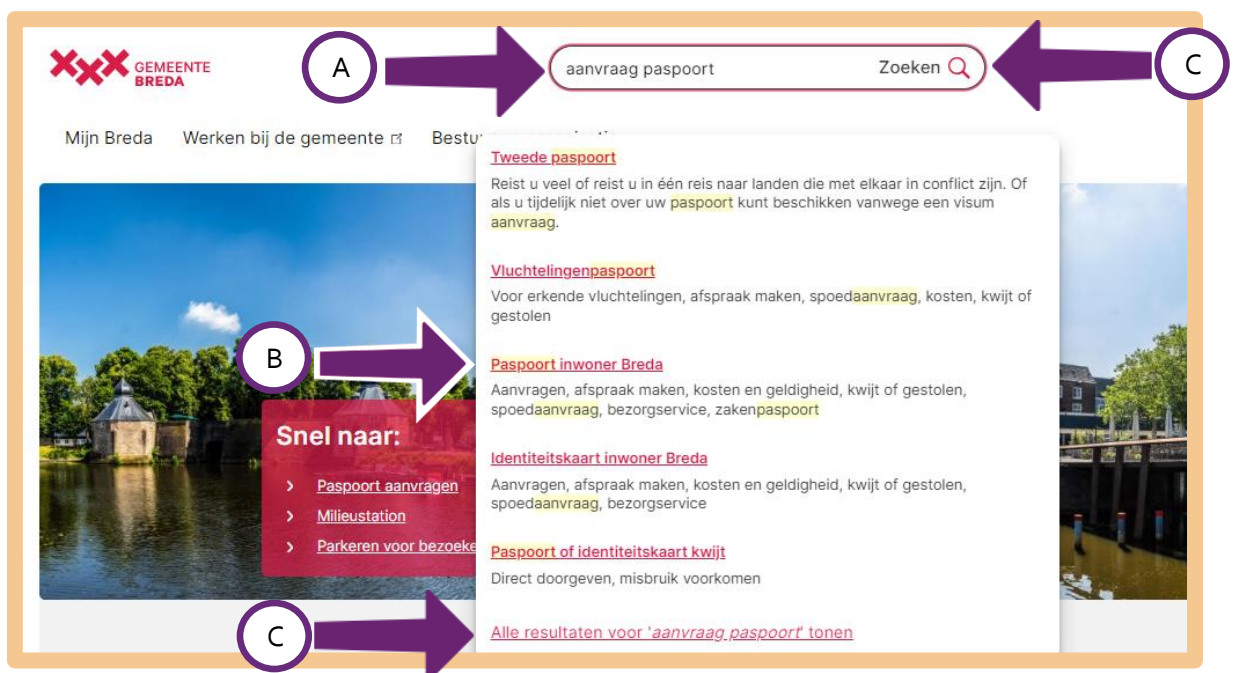 GEMEENTE
BREDA
A
aanvraag paspoort
Zoeken
C
Mijn Breda
Werken bij de gemeente
Tweede paspoort
Reist u veel of reist u in één reis naar landen die met elkaar in conflict zijn. Of
als u tijdelijk niet over uw paspoort kunt beschikken vanwege een visum
aanvraag.
Vluchtelingenpaspoort
Voor erkende vluchtelingen, afspraak maken, spoedaanvraag, kosten, kwijt of
gestolen
B
Paspoort inwoner Breda
Aanvragen, afspraak maken, kosten en geldigheid, kwijt of gestolen,
spoedaanvraag, bezorgservice, zakenpaspoort
Snel naar:
Paspoort aanvragen
Milieustation
Parkeren voor bezoeke
Identiteitskaart inwoner Breda
Aanvragen, afspraak maken, kosten en geldigheid, kwijt of gestolen,
spoedaanvraag, bezorgservice
Paspoort of identiteitskaart kwijt
Direct doorgeven, misbruik voorkomen
C
Alle resultaten voor 'aanvraag paspoort' tonen